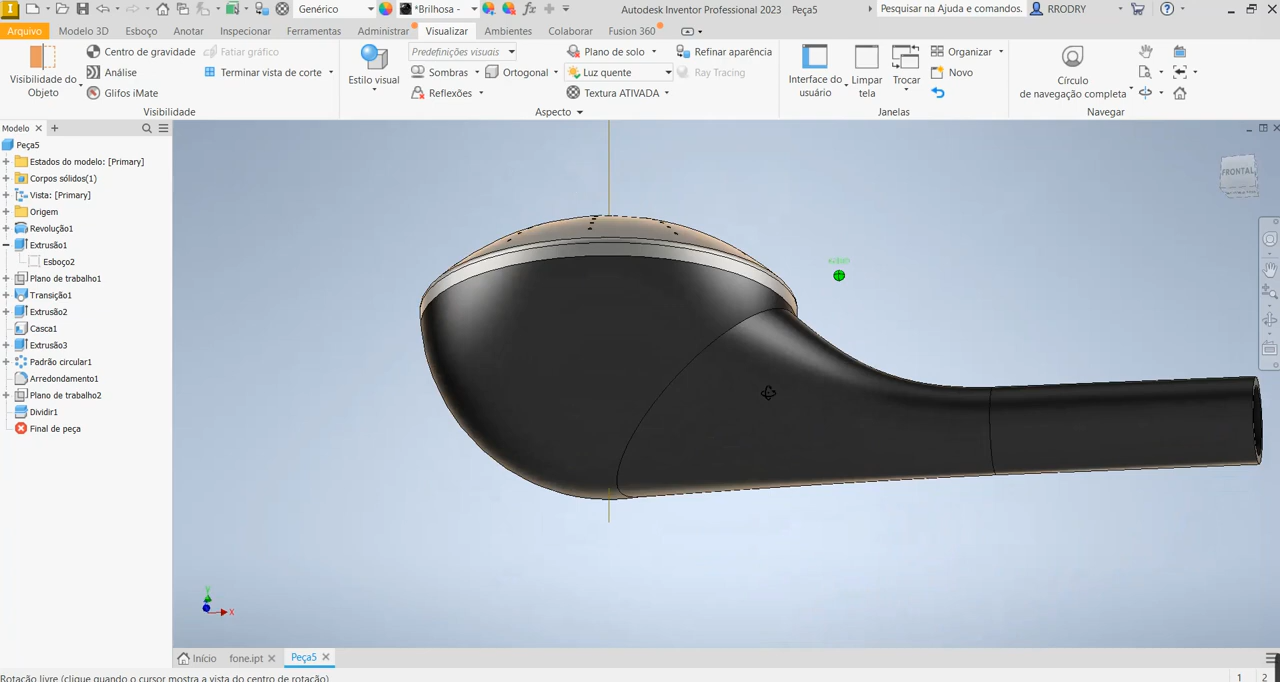 Genérico
*Brilhosa -
Autodesk Inventor Professional 2023 Peça5
Pesquisar na Ajuda e comandos.
RRODRY
Arquivo Modelo 3D Esboço Anotar Inspecionar Ferramentas Administrar Visualizar Ambientes Colaborar Fusion 360
Visibilidade do Objeto
Centro de gravidade
Análise
Glifos iMate
Fatiar gráfico
Terminar vista de corte
Visibilidade
Estilo visual
Predefinições visuais
Sombras
Reflexões
Ortogonal
Plano de solo
Luz quente
Textura ATIVADA
Refinar aparência
Ray Tracing
Aspecto
Interface do usuário
Limpar tela
Trocar
Organizar
Novo
Janelas
Círculo de navegação completa
Navegar
Modelo
Peça5
Estados do modelo: [Primary]
Corpos sólidos(1)
Vista: [Primary]
Origem
Revolução1
Extrusão1
Esboço2
Plano de trabalho1
Transição1
Extrusão2
Casca1
Extrusão3
Padrão circular1
Arredondamento1
Plano de trabalho2
Dividir1
Final de peça
FRONTAL
Y
X
Início fone.ipt Peça5
Rotação livre (clique quando o cursor mostra a vista do centro de rotação)
1 2